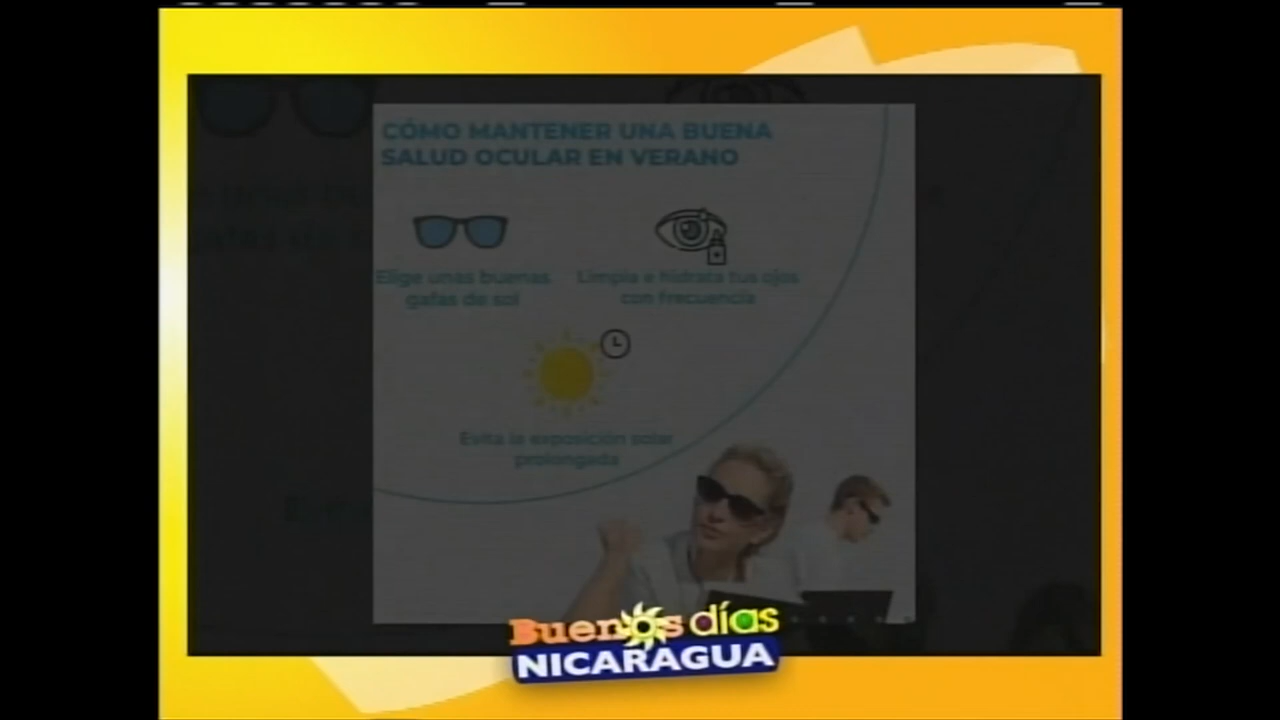 CÓMO MANTENER UNA BUENA
SALUD OCULAR EN VERANO
Elige unas buenas
gafas de sol
Limpia e hidrata tus ojos
con frecuencia
Evita la exposición solar
prolongada
Buenos días
NICARAGUA